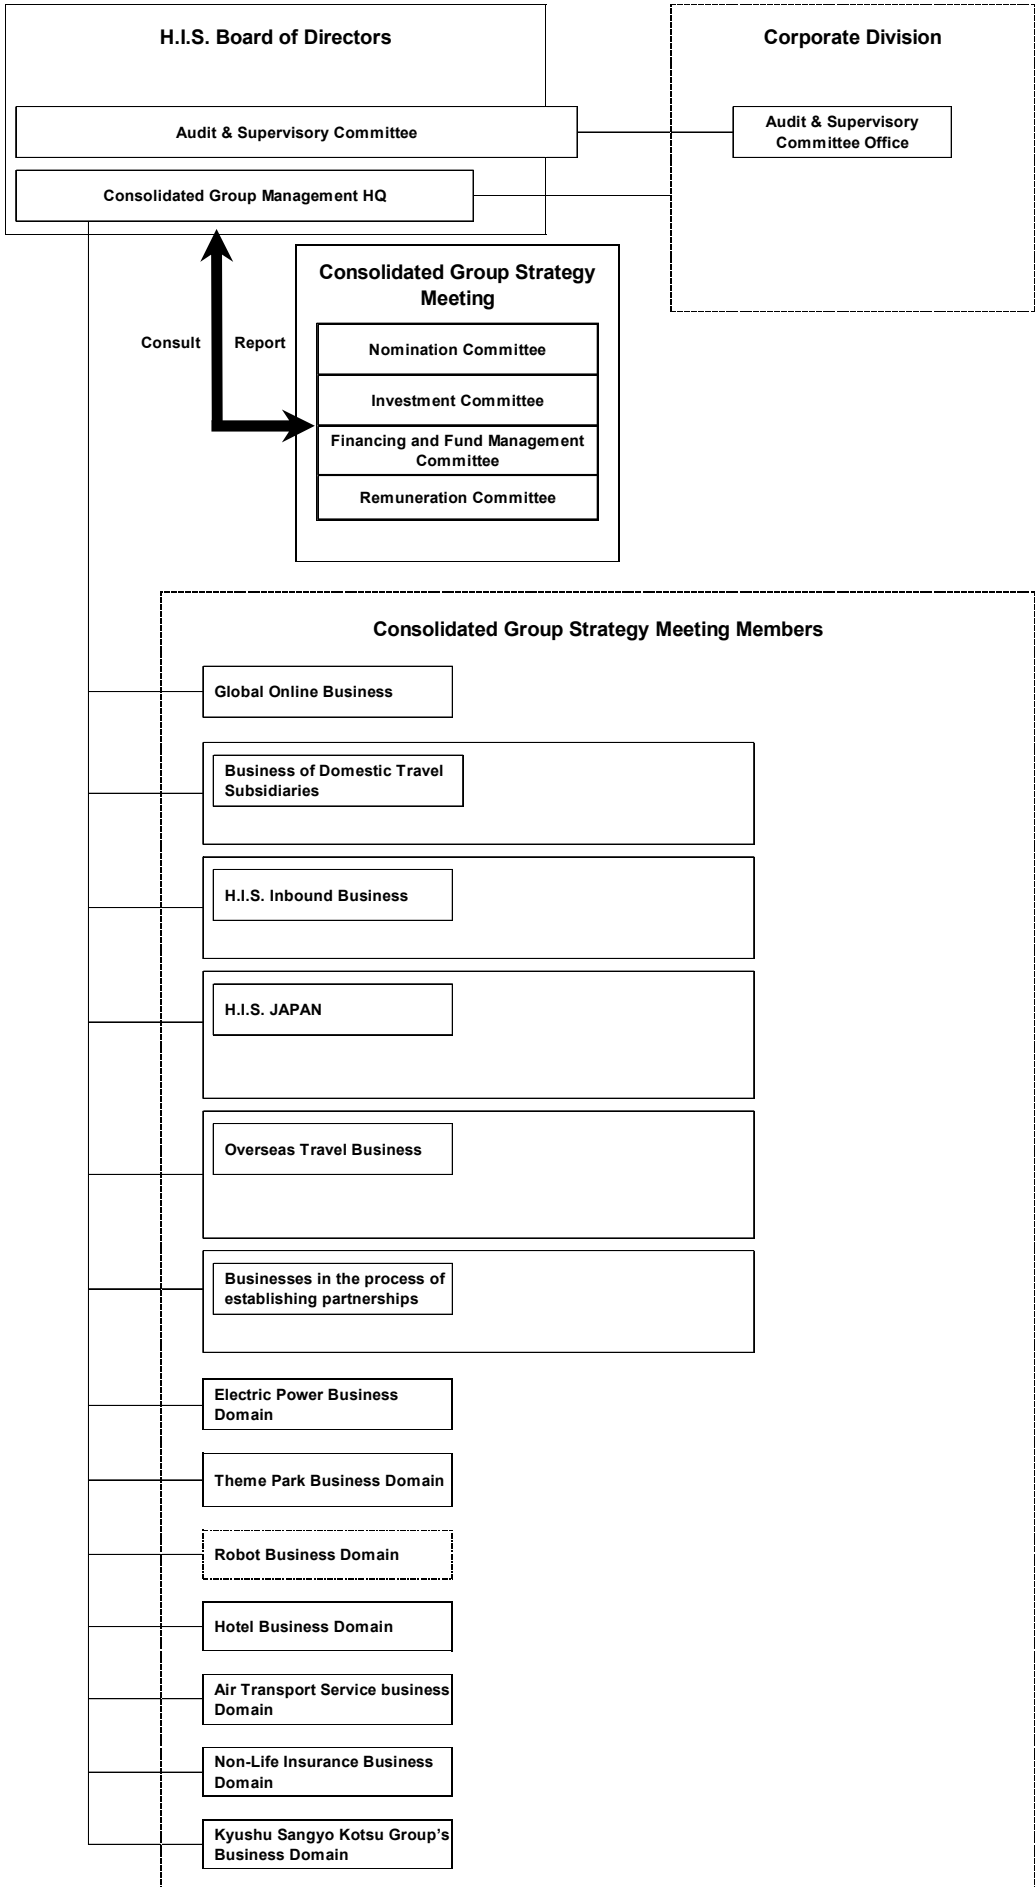 H.I.S. Board of Directors
Corporate Division
Audit & Supervisory Committee
Audit & Supervisory
Committee Office
Consolidated Group Management HQ
Consolidated Group Strategy
Meeting
Consult
Report
Nomination Committee
Investment Committee
Financing and Fund Management
Committee
Remuneration Committee
Consolidated Group Strategy Meeting Members
Global Online Business
Business of Domestic Travel
Subsidiaries
H.I.S. Inbound Business
H.I.S. JAPAN
Overseas Travel Business
Businesses in the process of
establishing partnerships
Electric Power Business
Domain
Theme Park Business Domain
Robot Business Domain
Hotel Business Domain
Air Transport Service business
Domain
Non-Life Insurance Business
Domain
Kyushu Sangyo Kotsu Group’s
Business Domain